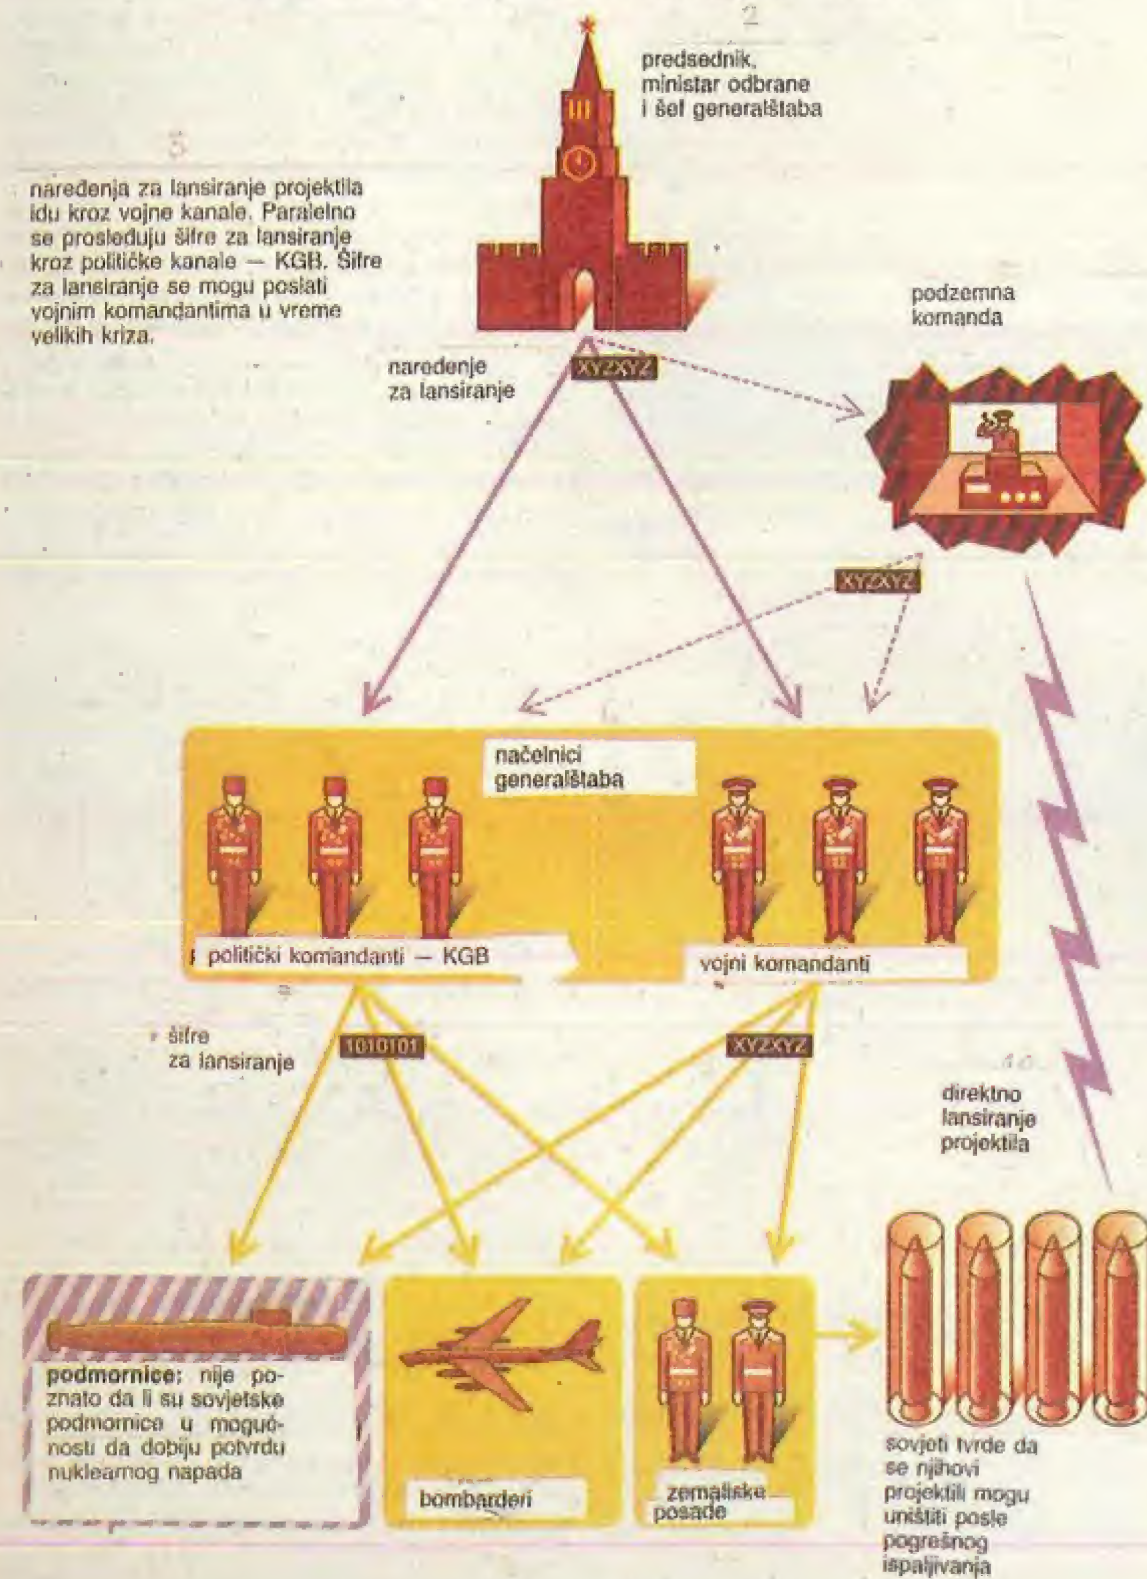 2
predsednik,
ministar odbrane
i šef generalštaba
3
naređenja za lansiranje projektila
idu kroz vojne kanale. Paralelno
se prosleđuju šifre za lansiranje
kroz političke kanale — KGB. Šifre
za lansiranje se mogu poslati
vojnim komandantima u vreme
velikih kriza.
podzemna
komanda
naređenje
za lansiranje
XYZXYZ
XYZXYZ
načelnici
generalštaba
politički komandanti — KGB
vojni komandanti
šifre
za lansiranje
1010101
XYZXYZ
10
direktno
lansiranje
projektila
podmornice: nije po-
znato da li su sovjetske
podmornice u moguć-
nosti da dobiju potvrdu
nuklearnog napada
bombarderi
zemaljske
posade
sovjeti tvrde da
se njihovi
projektili mogu
uništiti posle
pogrešnog
ispaljivanja